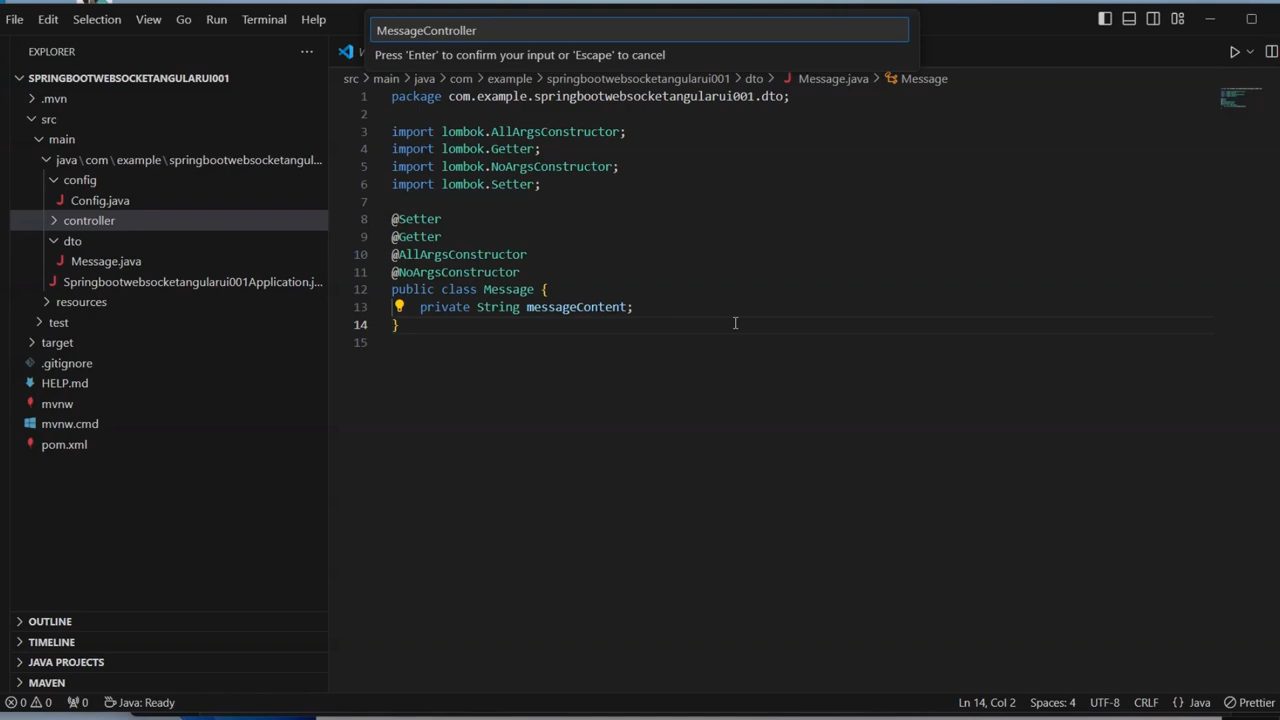 File Edit Selection View Go Run Terminal Help
MessageController
Press 'Enter' to confirm your input or 'Escape' to cancel
EXPLORER
SPRINGBOOTWEBSOCKETANGULARUI001
.mvn
src
main
java\com\example\springbootwebsocketangul...
config
Config.java
controller
dto
Message.java
Springbootwebsocketangularui001Application.j...
resources
test
target
.gitignore
HELP.md
mvnw
mvnw.cmd
pom.xml
OUTLINE
TIMELINE
JAVA PROJECTS
MAVEN
src > main > java > com > example > springbootwebsocketangularui001 > dto > Message.java > Message
1 package com.example.springbootwebsocketangularui001.dto;
2
3 import lombok.AllArgsConstructor;
4 import lombok.Getter;
5 import lombok.NoArgsConstructor;
6 import lombok.Setter;
7
8 @Setter
9 @Getter
10 @AllArgsConstructor
11 @NoArgsConstructor
12 public class Message {
13 private String messageContent;
14 }
15
0 0 0 Java: Ready Ln 14, Col 2 Spaces: 4 UTF-8 CRLF {} Java Prettier